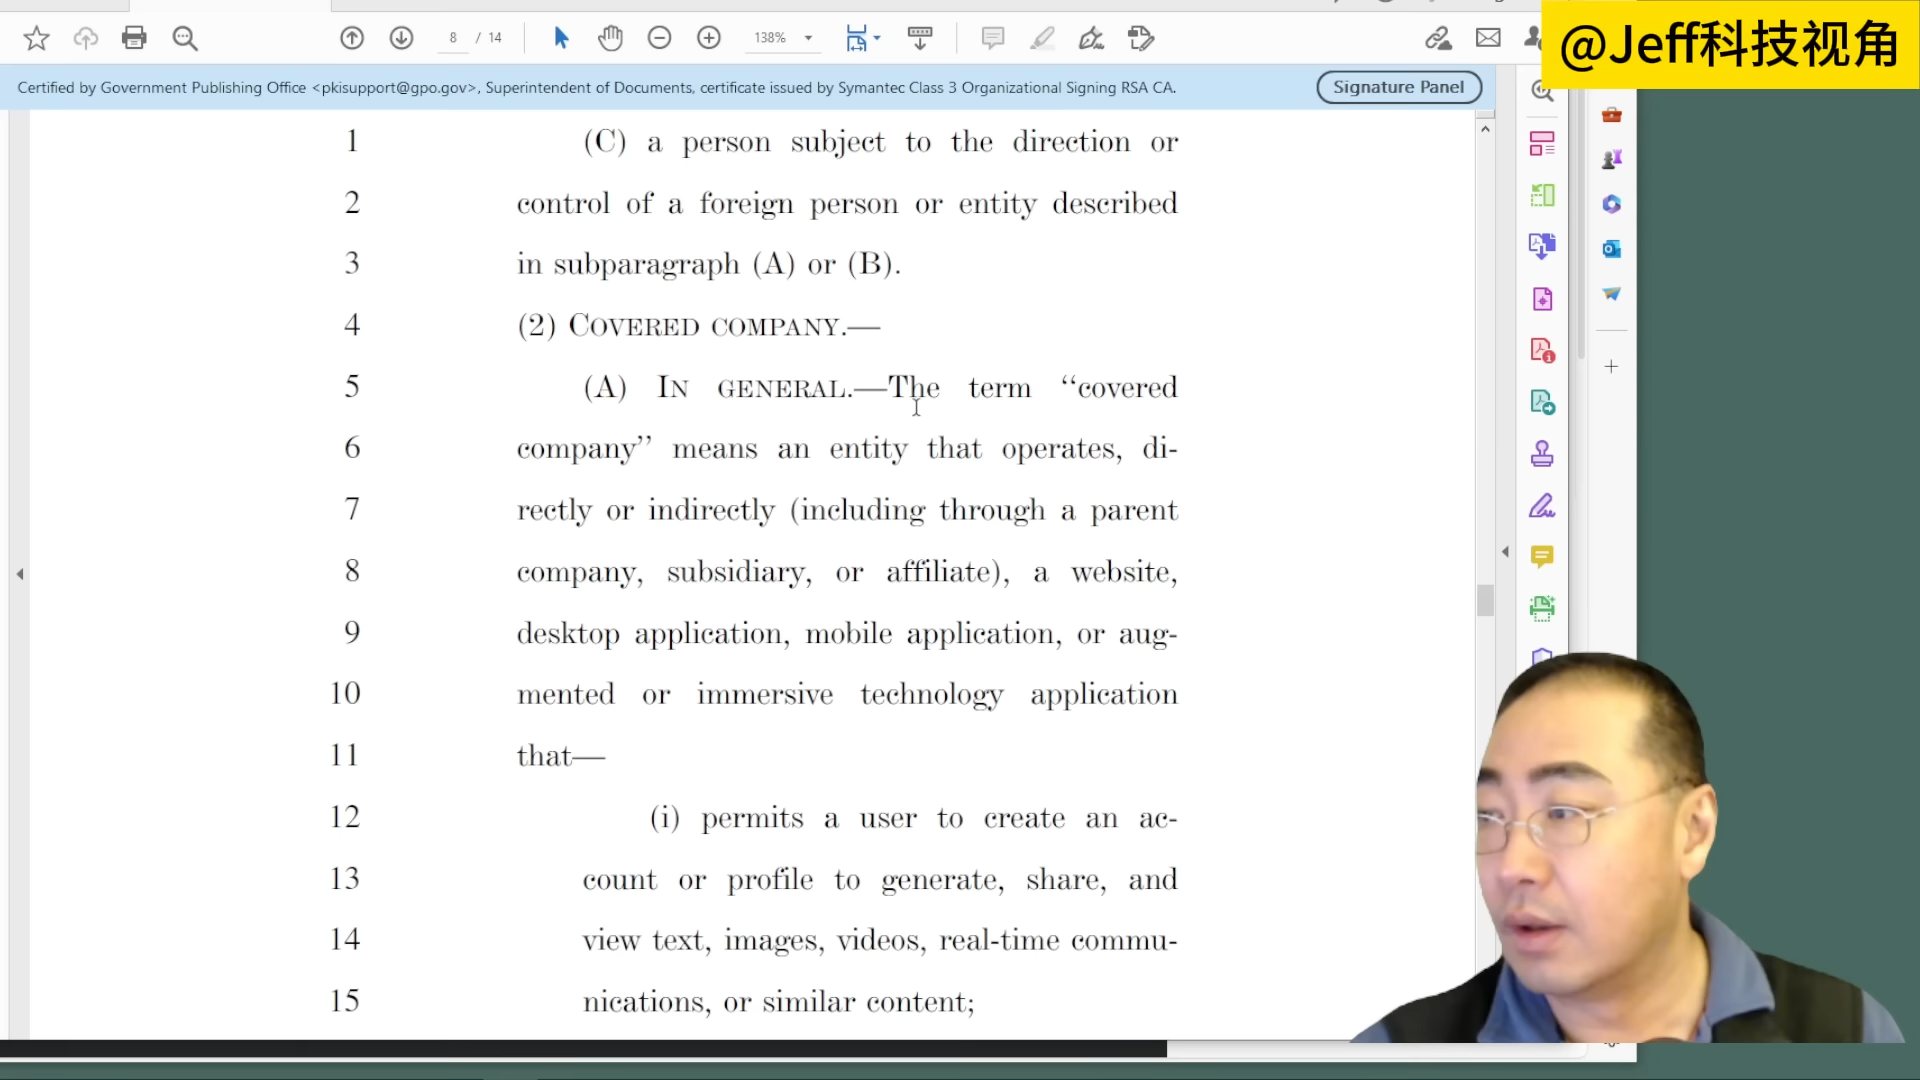 @Jeff科技视角
8 / 14
138%
Certified by Government Publishing Office <pkisupport@gpo.gov>, Superintendent of Documents, certificate issued by Symantec Class 3 Organizational Signing RSA CA.
Signature Panel
1 (C) a person subject to the direction or
2 control of a foreign person or entity described
3 in subparagraph (A) or (B).
4 (2) COVERED COMPANY.—
5 (A) IN GENERAL.—The term ‘‘covered
6 company’’ means an entity that operates, di-
7 rectly or indirectly (including through a parent
8 company, subsidiary, or affiliate), a website,
9 desktop application, mobile application, or aug-
10 mented or immersive technology application
11 that—
12 (i) permits a user to create an ac-
13 count or profile to generate, share, and
14 view text, images, videos, real-time commu-
15 nications, or similar content;